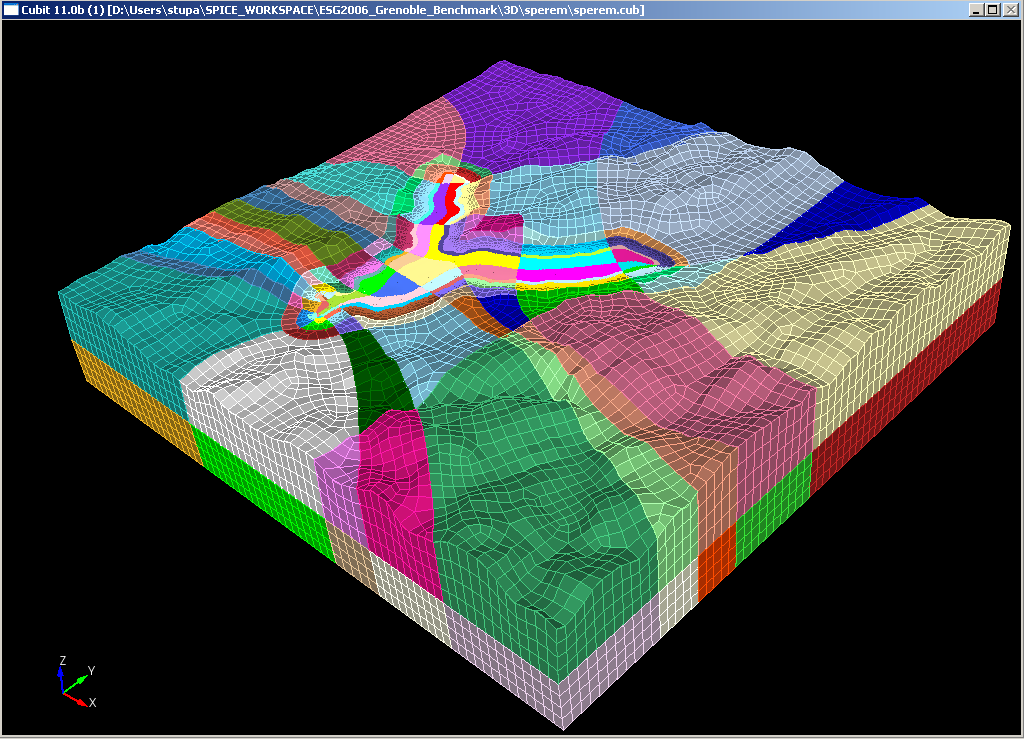 Cubit 11.0b (1) [D:\Users\stupa\SPICE_WORKSPACE\ESG2006_Grenoble_Benchmark\3D\sperem\sperem.cub]
Z
Y
X